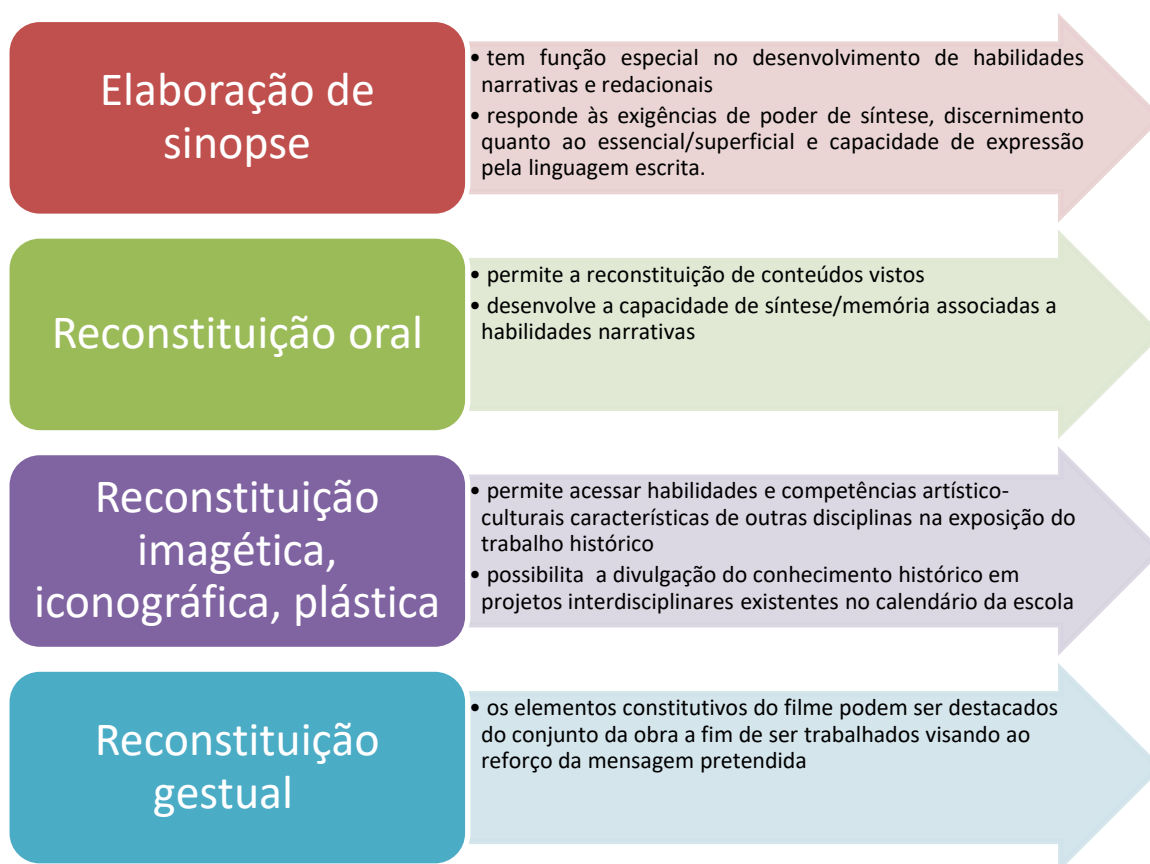 Elaboração de
sinopse
• tem função especial no desenvolvimento de habilidades
narrativas e redacionais
• responde às exigências de poder de síntese, discernimento
quanto ao essencial/superficial e capacidade de expressão
pela linguagem escrita.
Reconstituição oral
• permite a reconstituição de conteúdos vistos
• desenvolve a capacidade de síntese/memória associadas a
habilidades narrativas
Reconstituição
imagética,
iconográfica, plástica
• permite acessar habilidades e competências artístico-
culturais características de outras disciplinas na exposição do
trabalho histórico
• possibilita a divulgação do conhecimento histórico em
projetos interdisciplinares existentes no calendário da escola
Reconstituição
gestual
• os elementos constitutivos do filme podem ser destacados
do conjunto da obra a fim de ser trabalhados visando ao
reforço da mensagem pretendida